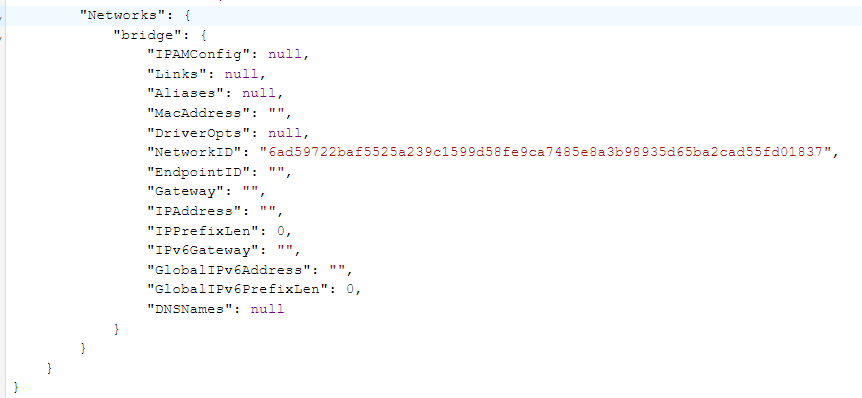 "Networks": {
"bridge": {
"IPAMConfig": null,
"Links": null,
"Aliases": null,
"MacAddress": "",
"DriverOpts": null,
"NetworkID": "6ad59722baf5525a239c1599d58fe9ca7485e8a3b98935d65ba2cad55fd01837",
"EndpointID": "",
"Gateway": "",
"IPAddress": "",
"IPPrefixLen": 0,
"IPv6Gateway": "",
"GlobalIPv6Address": "",
"GlobalIPv6PrefixLen": 0,
"DNSNames": null
}
}
}
}